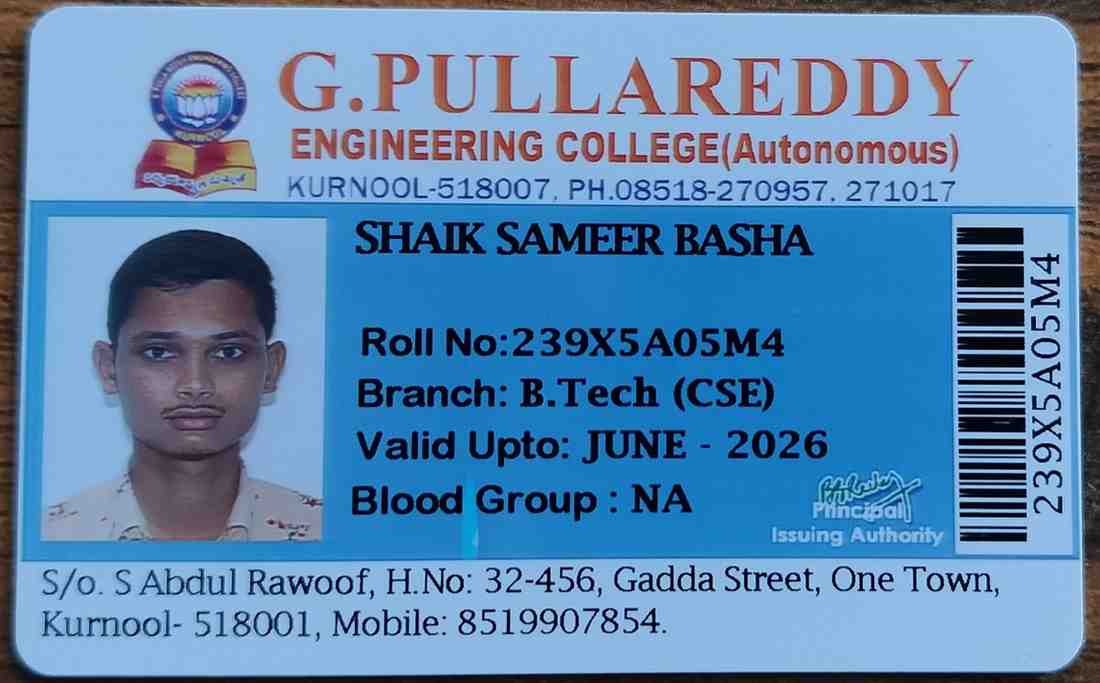 G.PULLAREDDY
ENGINEERING COLLEGE(Autonomous)
KURNOOL-518007, PH.08518-270957, 271017
KURNOOL
SHAIK SAMEER BASHA
Roll No:239X5A05M4
Branch: B.Tech (CSE)
Valid Upto: JUNE - 2026
Blood Group : NA
Principal
Issuing Authority
239X5A05M4
S/o. S Abdul Rawoof, H.No: 32-456, Gadda Street, One Town,
Kurnool- 518001, Mobile: 8519907854.